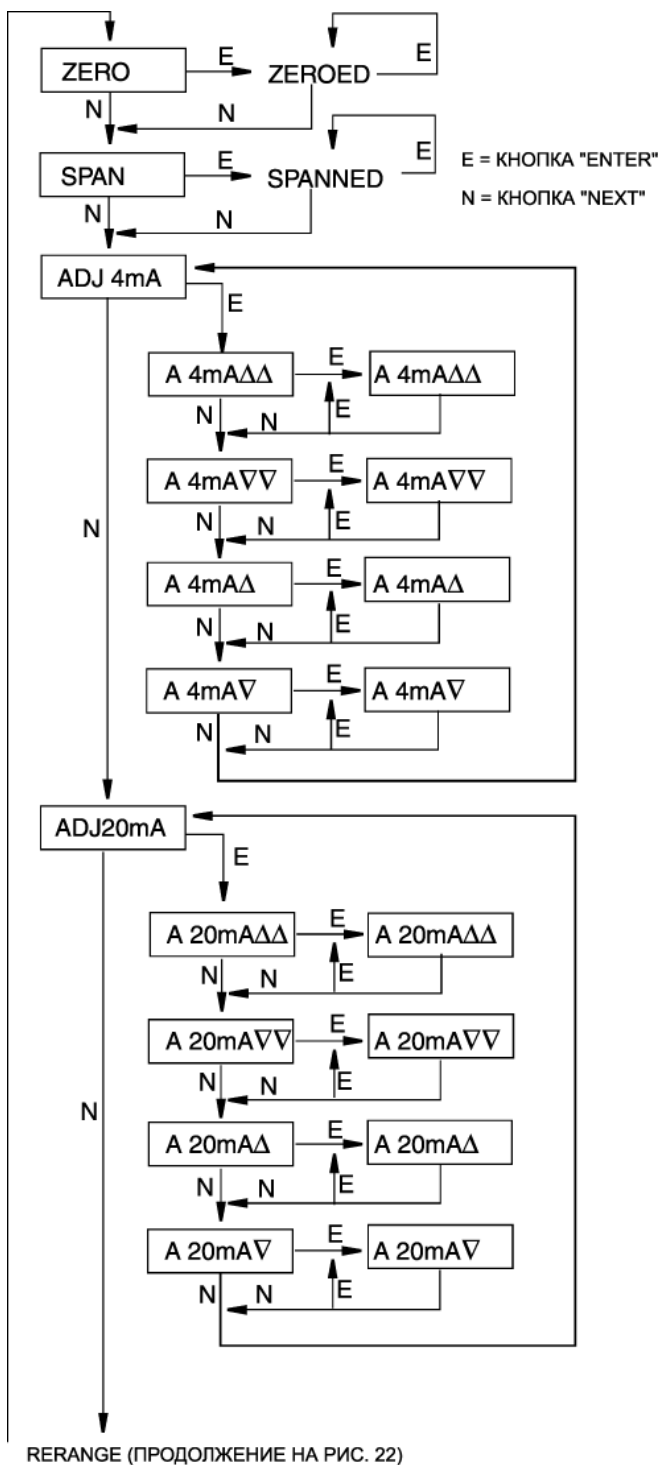 ZERO
E
ZEROED
E
N
N
SPAN
E
SPANNED
E
E = КНОПКА "ENTER"
N = КНОПКА "NEXT"
N
N
ADJ 4mA
E
A 4mAΔΔ
E
A 4mAΔΔ
N
N
E
A 4mA∇∇
E
A 4mA∇∇
N
N
N
E
A 4mAΔ
E
A 4mAΔ
N
N
E
A 4mA∇
E
A 4mA∇
N
N
E
ADJ20mA
E
A 20mAΔΔ
E
A 20mAΔΔ
N
N
E
A 20mA∇∇
E
A 20mA∇∇
N
N
N
E
A 20mAΔ
E
A 20mAΔ
N
N
E
A 20mA∇
E
A 20mA∇
N
N
E
RERANGE (ПРОДОЛЖЕНИЕ НА РИС. 22)